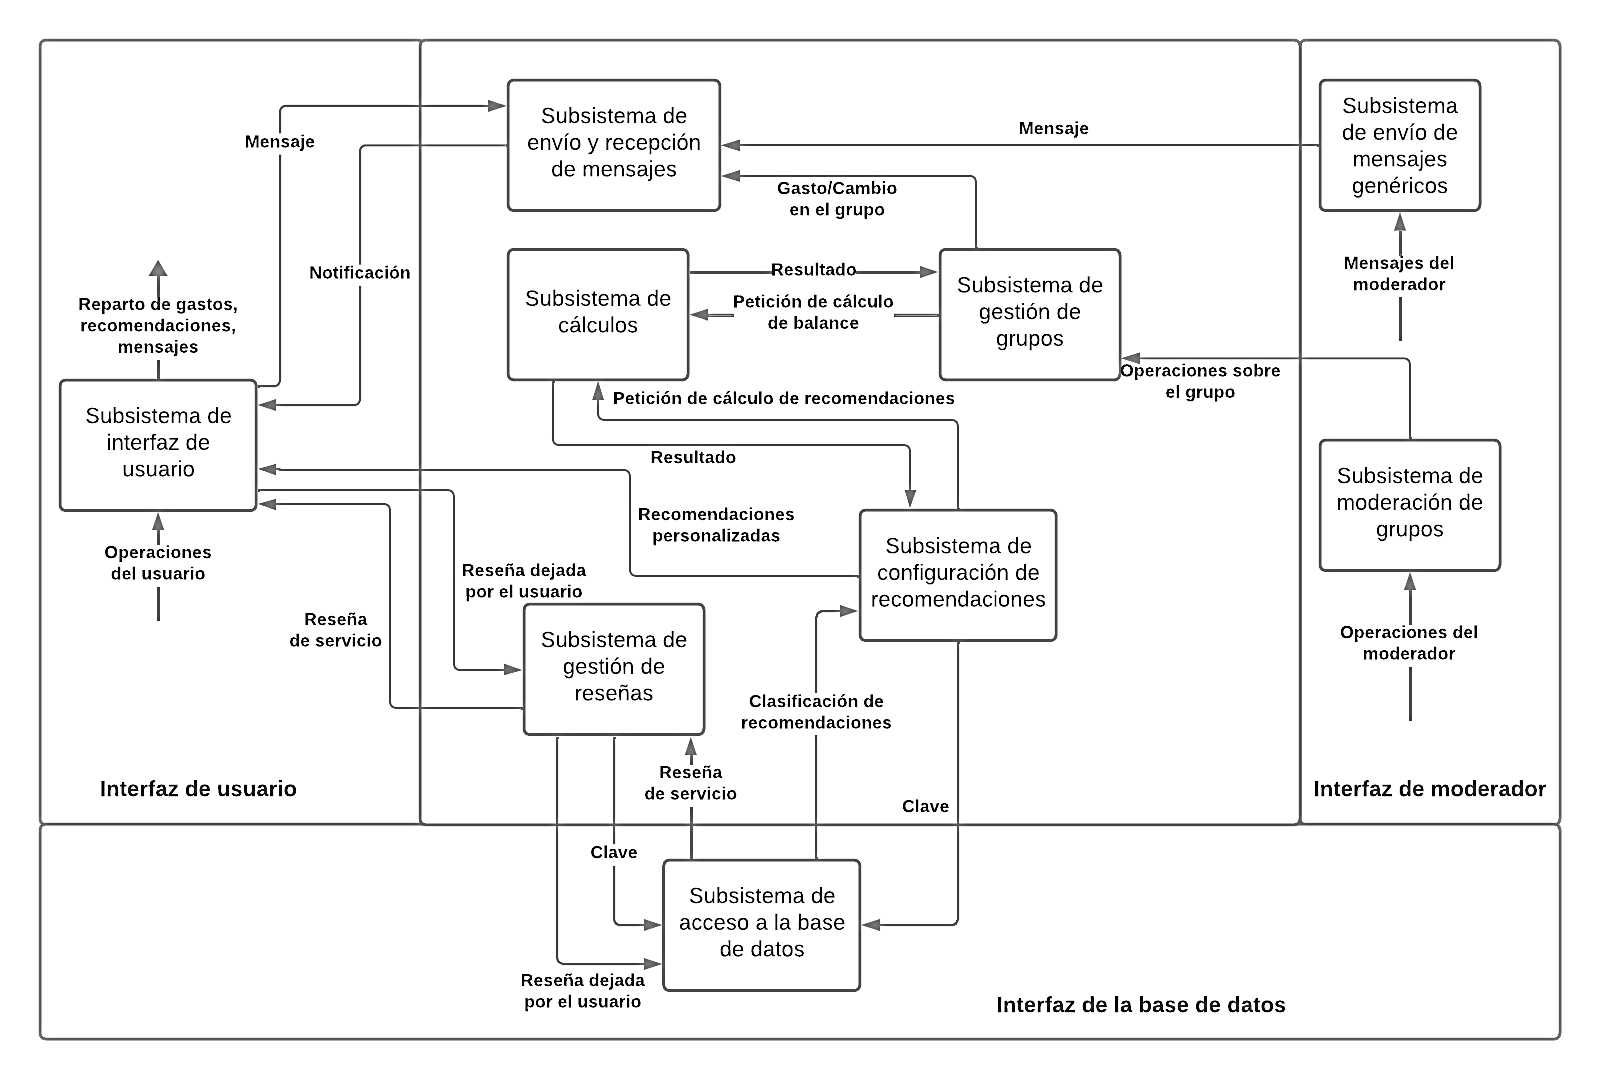 Subsistema de
envío y recepción
de mensajes
Subsistema
de envío de
mensajes
genéricos
Mensaje
Mensaje
Gasto/Cambio
en el grupo
Notificación
Subsistema de
cálculos
Resultado
Petición de cálculo
de balance
Subsistema de
gestión de
grupos
Mensajes del
moderador
Reparto de gastos,
recomendaciones,
mensajes
Operaciones sobre
el grupo
Petición de cálculo de recomendaciones
Subsistema de
interfaz de
usuario
Resultado
Subsistema de
moderación de
grupos
Recomendaciones
personalizadas
Subsistema de
configuración de
recomendaciones
Operaciones
del usuario
Reseña dejada
por el usuario
Reseña
de servicio
Subsistema de
gestión de
reseñas
Operaciones del
moderador
Clasificación de
recomendaciones
Reseña
de servicio
Interfaz de usuario
Interfaz de moderador
Clave
Clave
Subsistema de
acceso a la base
de datos
Reseña dejada
por el usuario
Interfaz de la base de datos